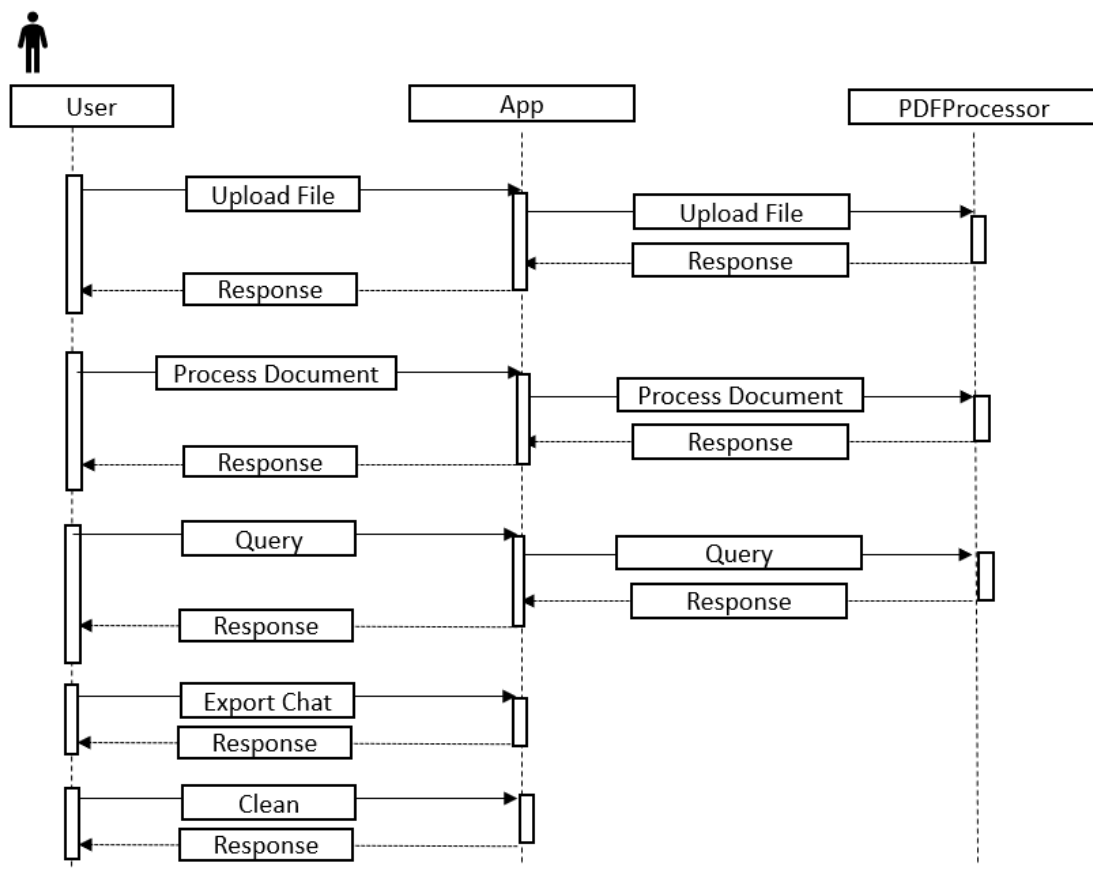 User
App
PDFProcessor
Upload File
Upload File
Response
Response
Process Document
Process Document
Response
Response
Query
Query
Response
Response
Export Chat
Response
Clean
Response